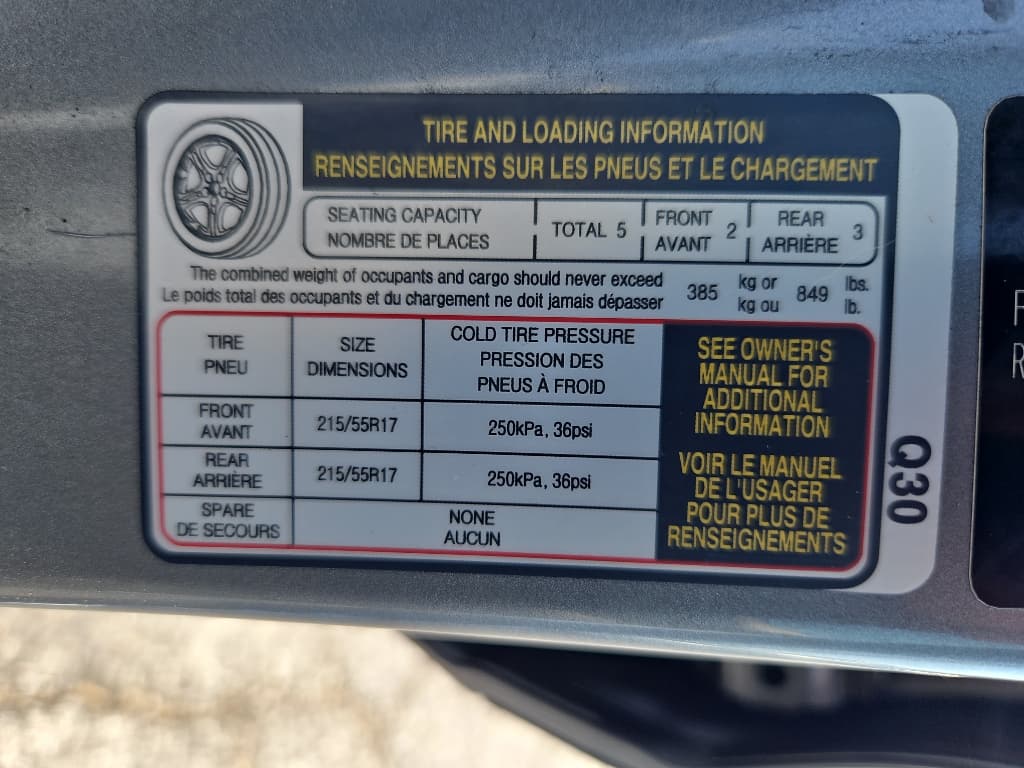 TIRE AND LOADING INFORMATION
RENSEIGNEMENTS SUR LES PNEUS ET LE CHARGEMENT
SEATING CAPACITY
NOMBRE DE PLACES
TOTAL 5
FRONT
AVANT
2
REAR
ARRIÈRE
3
The combined weight of occupants and cargo should never exceed
Le poids total des occupants et du chargement ne doit jamais dépasser
385
kg or
kg ou
849
lbs.
lb.
TIRE
PNEU
SIZE
DIMENSIONS
COLD TIRE PRESSURE
PRESSION DES
PNEUS À FROID
FRONT
AVANT
215/55R17
250kPa, 36psi
REAR
ARRIÈRE
215/55R17
250kPa, 36psi
SPARE
DE SECOURS
NONE
AUCUN
SEE OWNER'S
MANUAL FOR
ADDITIONAL
INFORMATION
VOIR LE MANUEL
DE L'USAGER
POUR PLUS DE
RENSEIGNEMENTS
Q30